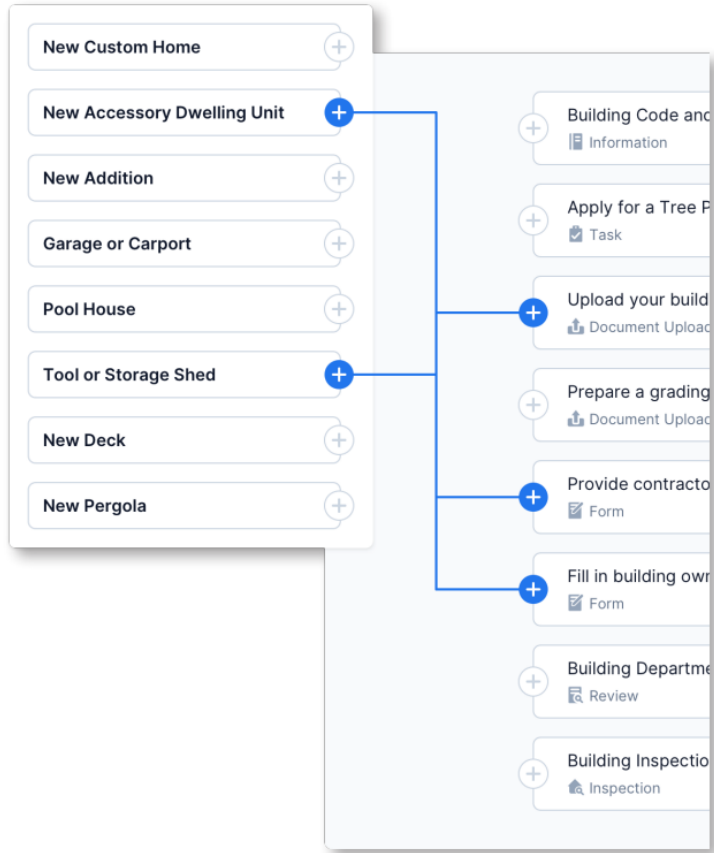 New Custom Home
New Accessory Dwelling Unit
New Addition
Garage or Carport
Pool House
Tool or Storage Shed
New Deck
New Pergola
Building Code and
Information
Apply for a Tree P
Task
Upload your build
Document Upload
Prepare a grading
Document Upload
Provide contracto
Form
Fill in building own
Form
Building Departme
Review
Building Inspectio
Inspection